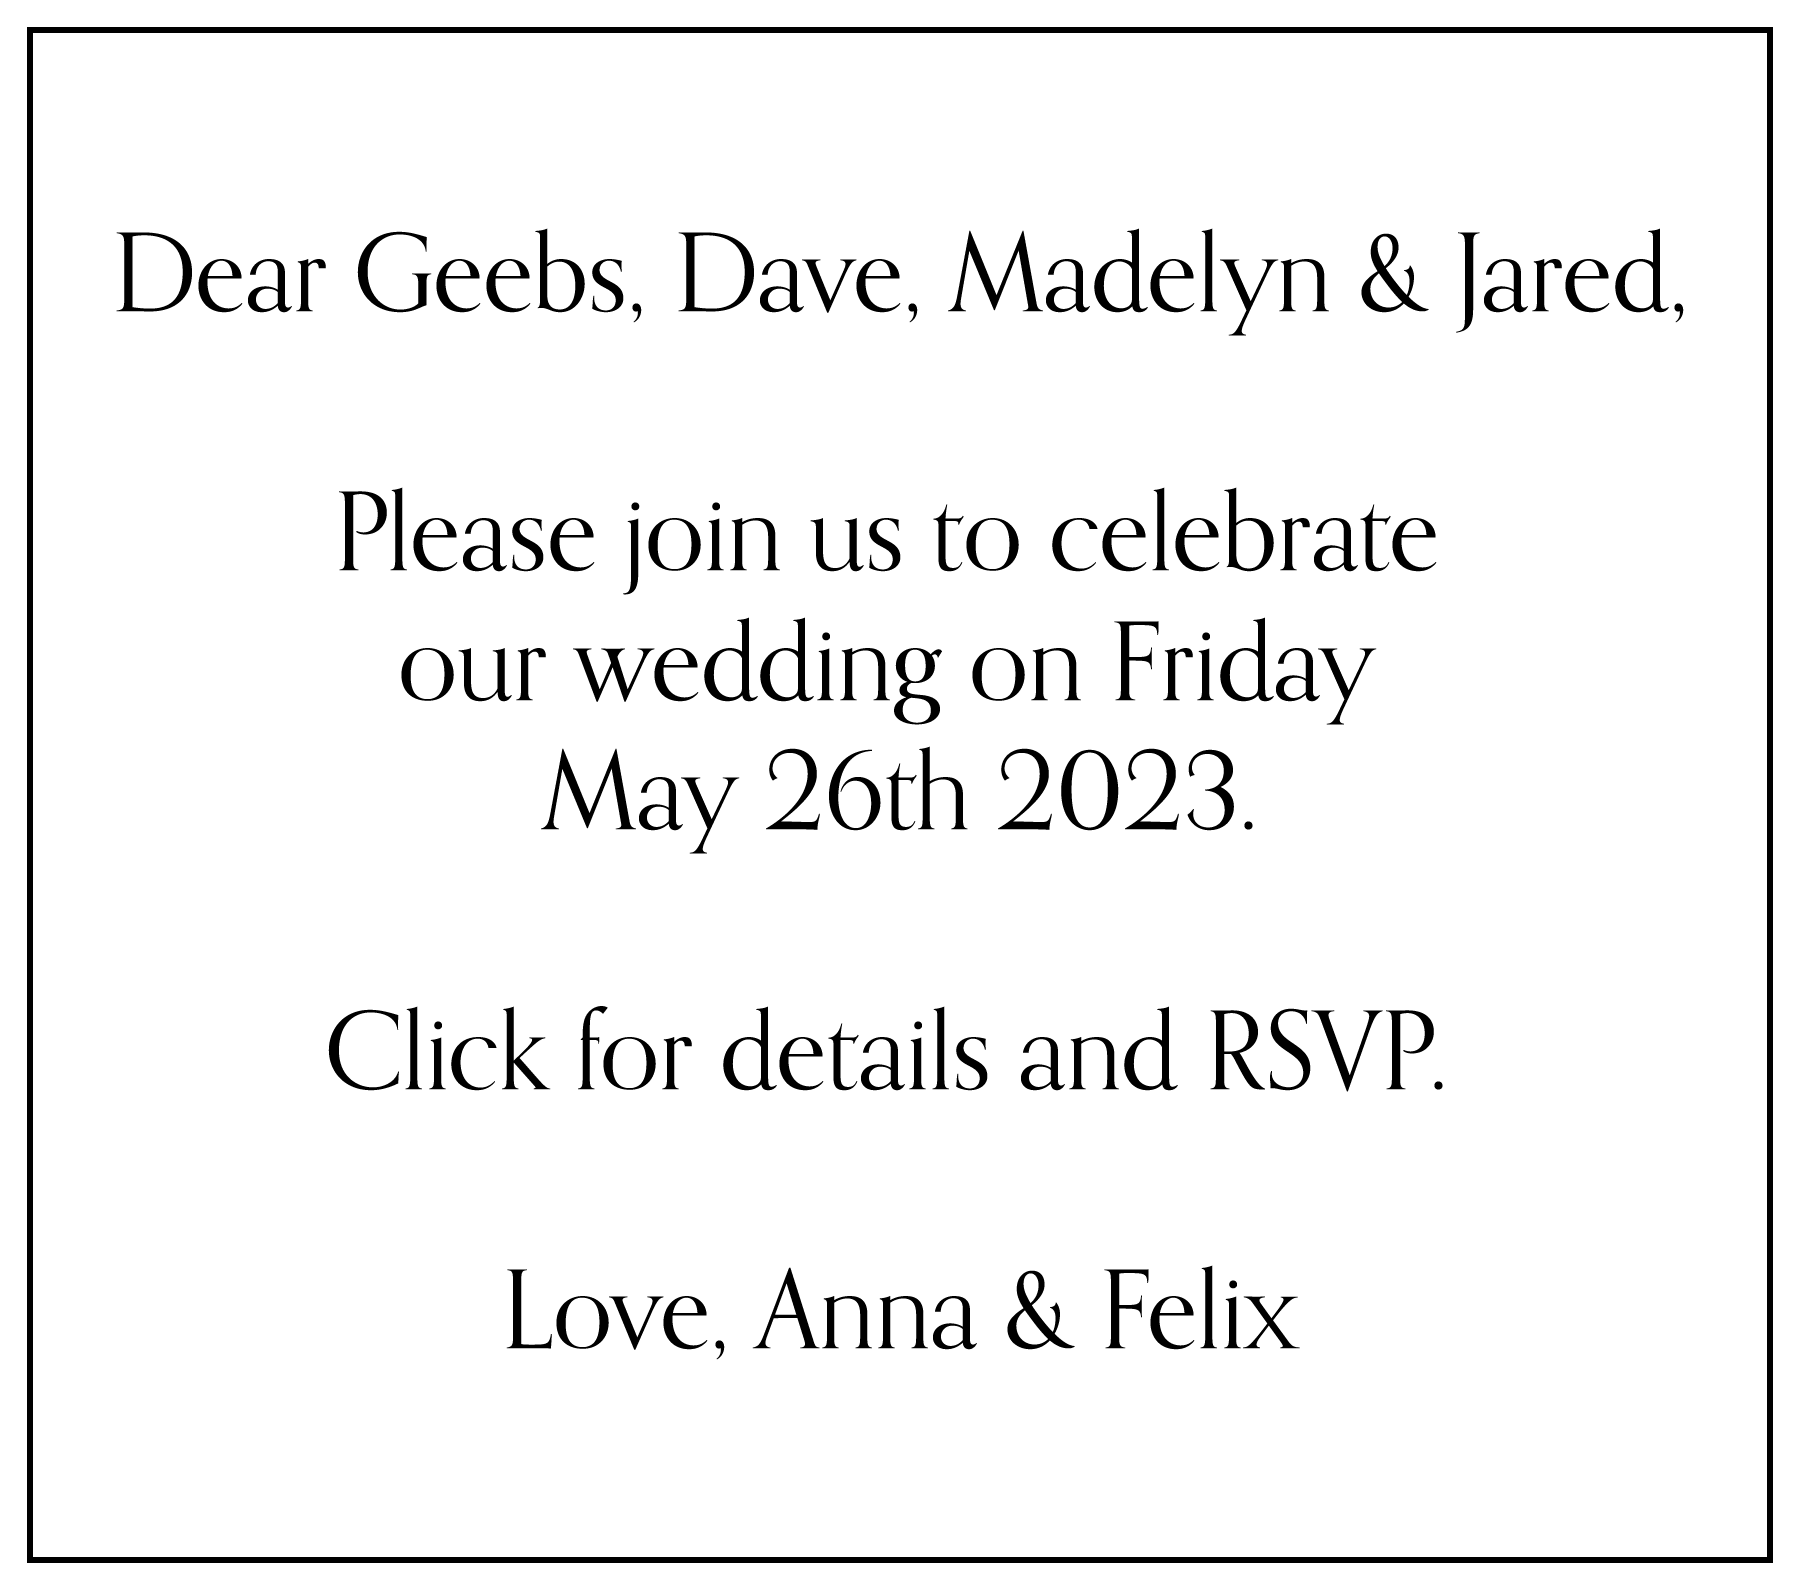 Dear Geebs, Dave, Madelyn & Jared,
Please join us to celebrate
our wedding on Friday
May 26th 2023.
Click for details and RSVP.
Love, Anna & Felix